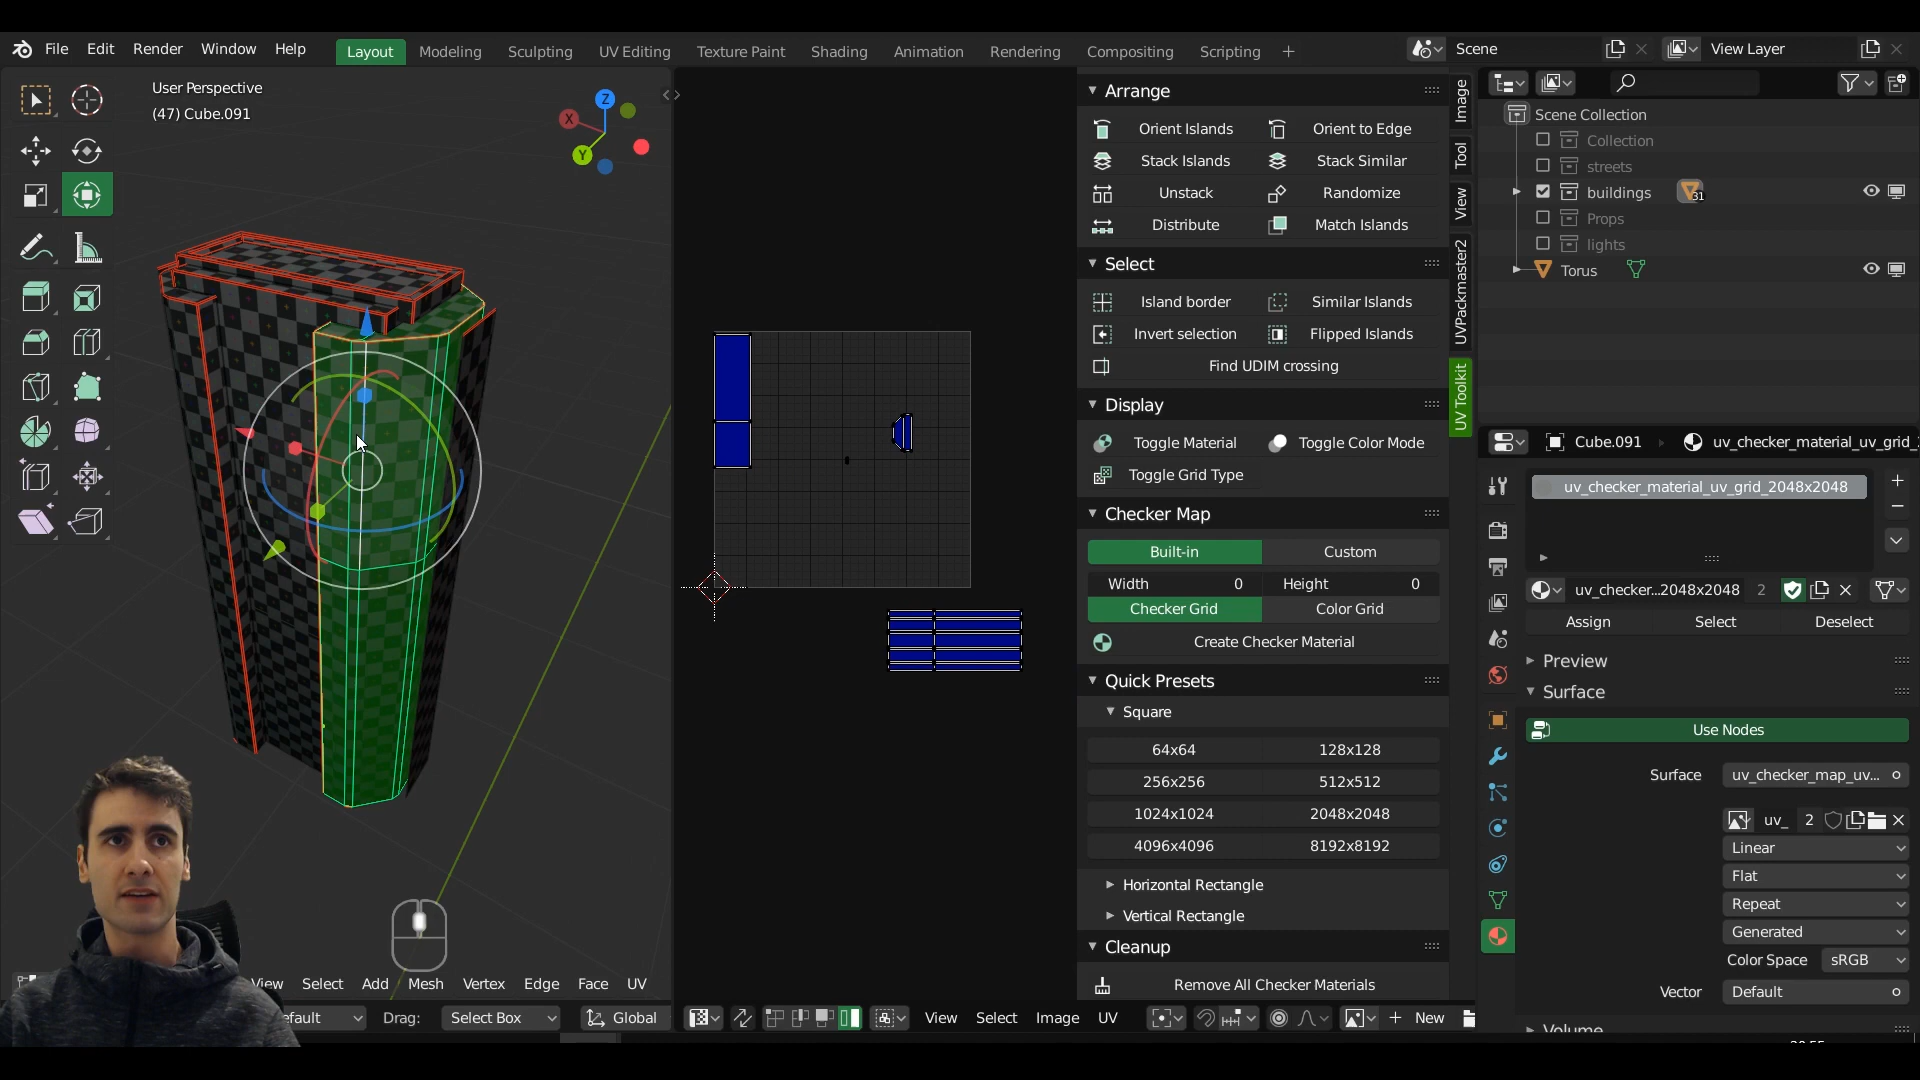 File Edit Render Window Help
Layout Modeling Sculpting UV Editing Texture Paint Shading Animation Rendering Compositing Scripting +
Scene
View Layer
User Perspective
(47) Cube.091
Z
X
Y
Arrange
Orient Islands Orient to Edge
Stack Islands Stack Similar
Unstack Randomize
Distribute Match Islands
Select
Island border Similar Islands
Invert selection Flipped Islands
Find UDIM crossing
Display
Toggle Material Toggle Color Mode
Toggle Grid Type
Checker Map
Built-in Custom
Width 0 Height 0
Checker Grid Color Grid
Create Checker Material
Quick Presets
Square
64x64 128x128
256x256 512x512
1024x1024 2048x2048
4096x4096 8192x8192
Horizontal Rectangle
Vertical Rectangle
Cleanup
Remove All Checker Materials
Image
Tool
View
UVPackmaster2
UV Toolkit
Scene Collection
Collection
streets
buildings 31
Props
lights
Torus
Cube.091 uv_checker_material_uv_grid_
uv_checker_material_uv_grid_2048x2048
uv_checker...2048x2048 2
Assign Select Deselect
Preview
Surface
Use Nodes
Surface uv_checker_map_uv...
uv_ 2
Linear
Flat
Repeat
Generated
Color Space sRGB
Vector Default
Volume
View Select Add Mesh Vertex Edge Face UV
efault Drag: Select Box Global
View Select Image UV
New